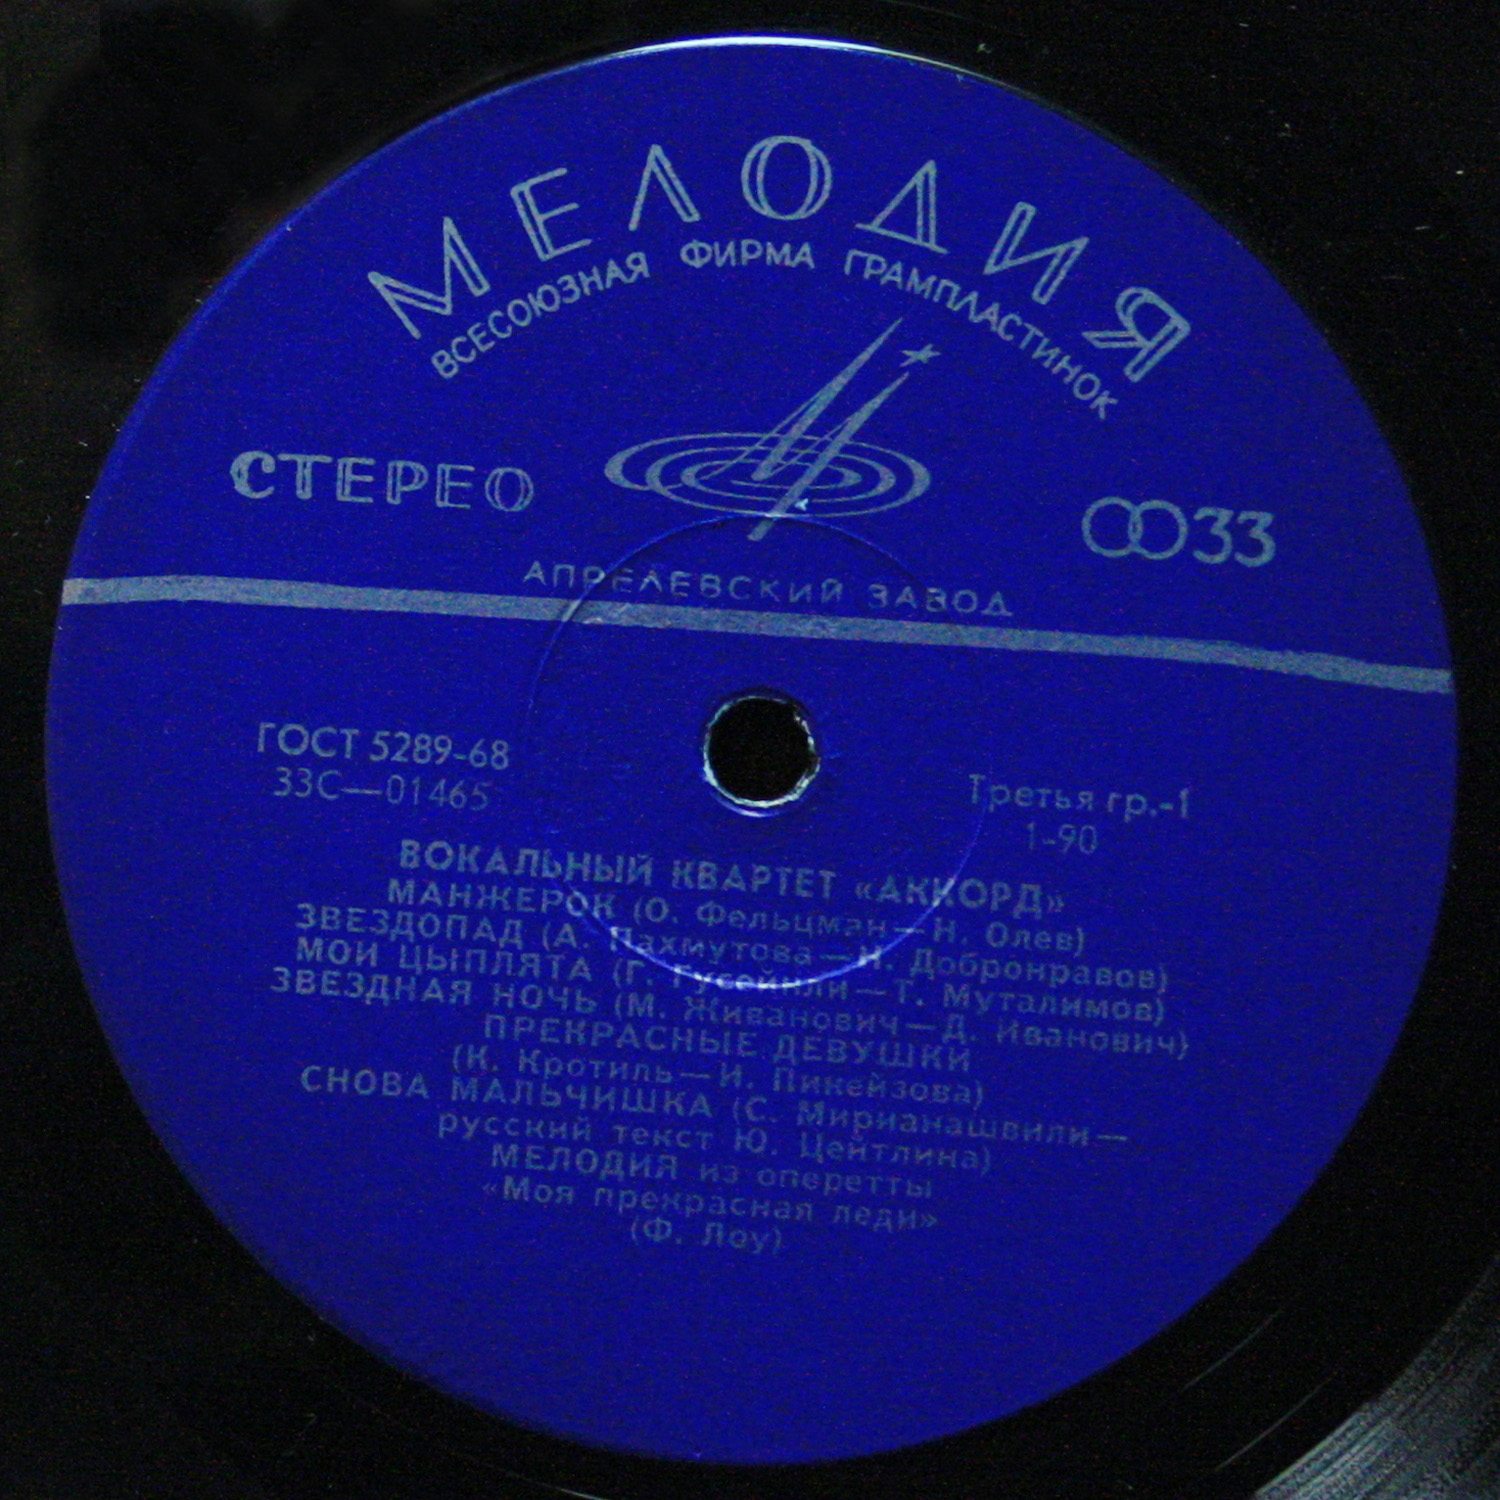 МЕЛОДИЯ
ВСЕСОЮЗНАЯ ФИРМА ГРАМПЛАСТИНОК
СТЕРЕО
33
АПРЕЛЕВСКИЙ ЗАВОД
ГОСТ 5289-68
33С—01465
Третья гр.-1
1-90
ВОКАЛЬНЫЙ КВАРТЕТ «АККОРД»
МАНЖЕРОК (О. Фельцман—Н. Олев)
ЗВЕЗДОПАД (А. Пахмутова—Н. Добронравов)
МОИ ЦЫПЛЯТА (Г. Гусейнли—Т. Муталимов)
ЗВЕЗДНАЯ НОЧЬ (М. Живанович—Д. Иванович)
ПРЕКРАСНЫЕ ДЕВУШКИ
(К. Кротиль—И. Пикейзова)
СНОВА МАЛЬЧИШКА (С. Мирианашвили—
русский текст Ю. Цейтлина)
МЕЛОДИЯ из оперетты
«Моя прекрасная леди»
(Ф. Лоу)